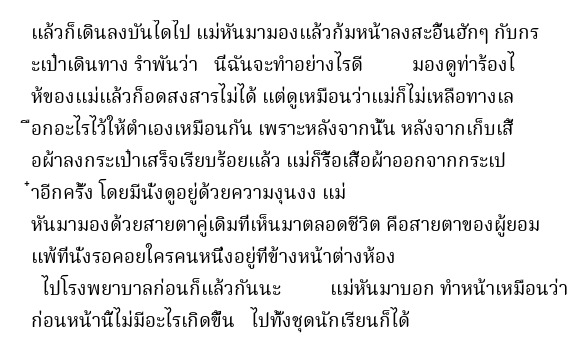 แล้วก็เดินลงบันไดไป แม่หันมามองแล้วก้มหน้าลงสะอื้นฮักๆ กับกร
ะเป๋าเดินทาง รำพันว่า นี่ฉันจะทำอย่างไรดี มองดูท่าร้องไ
ห้ของแม่แล้วก็อดสงสารไม่ได้ แต่ดูเหมือนว่าแม่ก็ไม่เหลือทางเล
ือกอะไรไว้ให้ตัวเองเหมือนกัน เพราะหลังจากนั้น หลังจากเก็บเสื้
อผ้าลงกระเป๋าเสร็จเรียบร้อยแล้ว แม่ก็รื้อเสื้อผ้าออกจากกระเป
๋าอีกครั้ง โดยมีนั่งดูอยู่ด้วยความงุนงง แม่
หันมามองด้วยสายตาคู่เดิมที่เห็นมาตลอดชีวิต คือสายตาของผู้ยอม
แพ้ที่นั่งรอคอยใครคนหนึ่งอยู่ที่ข้างหน้าต่างห้อง
ไปโรงพยาบาลก่อนก็แล้วกันนะ แม่หันมาบอก ทำหน้าเหมือนว่า
ก่อนหน้านี้ไม่มีอะไรเกิดขึ้น ไปทั้งชุดนักเรียนก็ได้